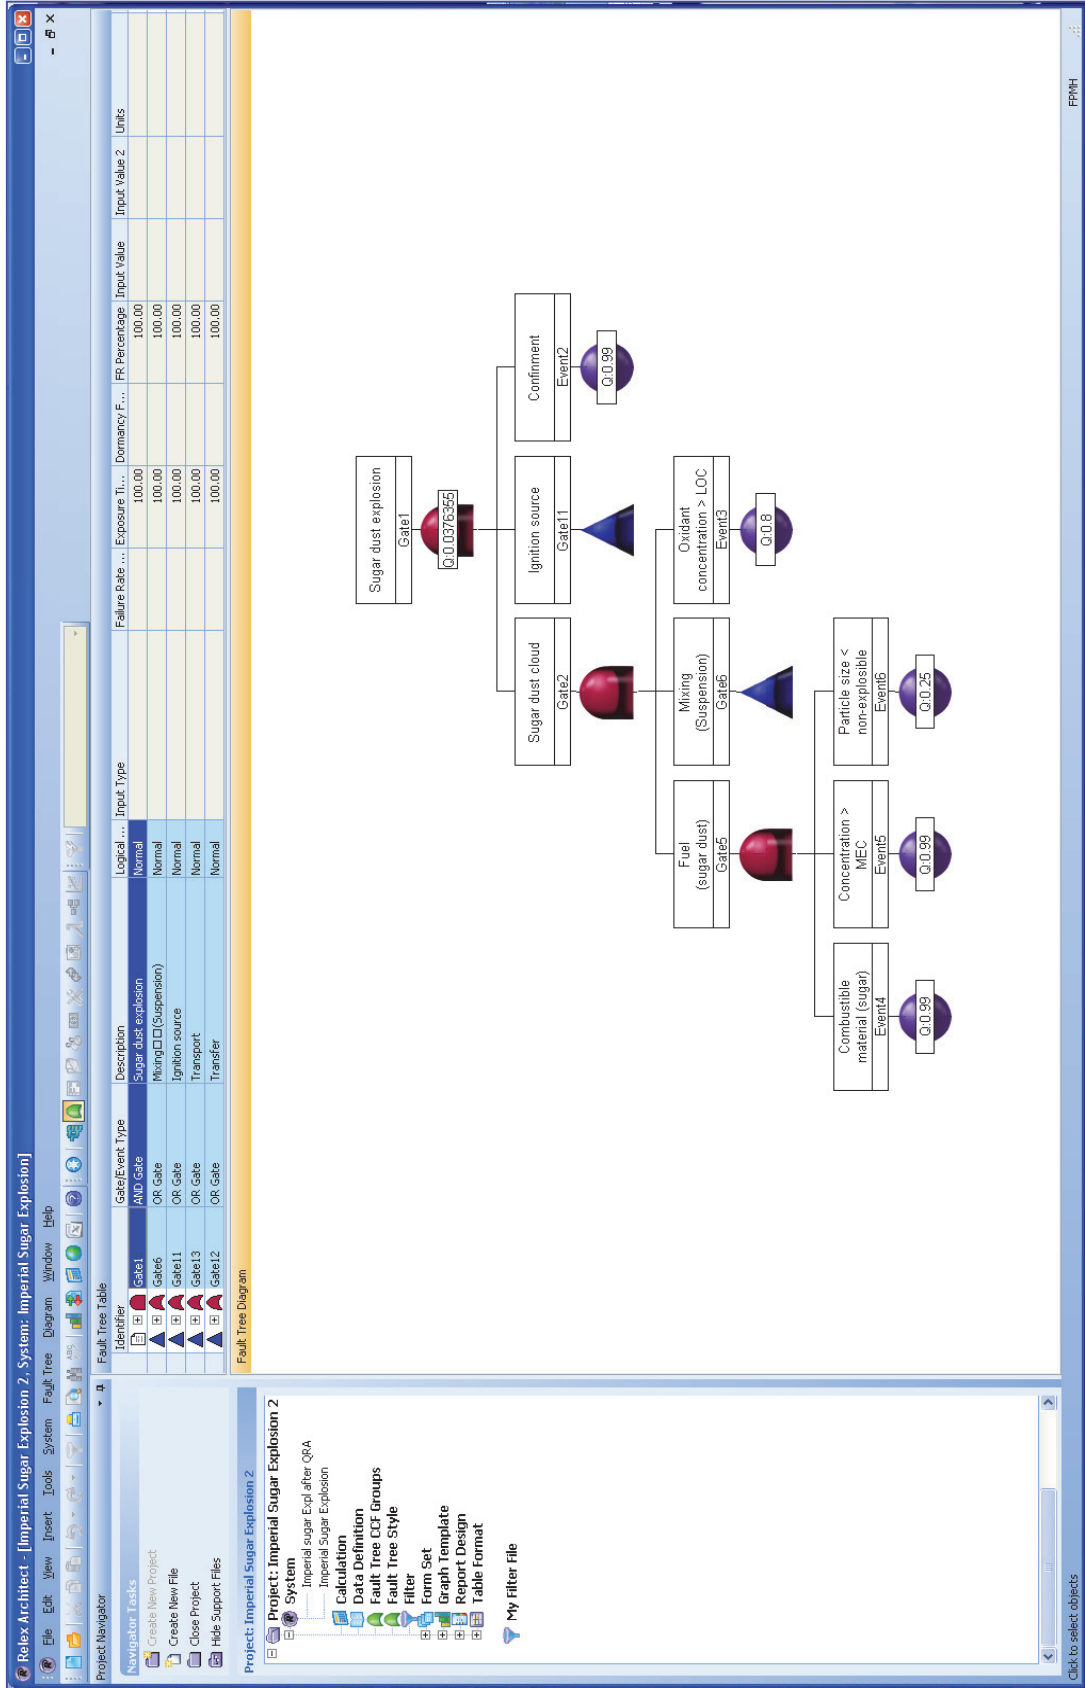 Relex Architect - [Imperial Sugar Explosion 2, System: Imperial Sugar Explosion]
File Edit View Insert Tools System Fault Tree Diagram Window Help
Project Navigator
Navigator Tasks
Create New Project
Create New File
Close Project
Hide Support Files
Project: Imperial Sugar Explosion 2
Project: Imperial Sugar Explosion 2
System
Imperial sugar Expl after QRA
Imperial Sugar Explosion
Calculation
Data Definition
Fault Tree CCF Groups
Fault Tree Style
Filter
Form Set
Graph Template
Report Design
Table Format
My Filter File
Fault Tree Table
Identifier Gate/Event Type Description Logical ... Input Type Failure Rate ... Exposure Ti... Dormancy F... FR Percentage Input Value Input Value 2 Units
Gate1 AND Gate Sugar dust explosion Normal 100.00 100.00
Gate6 OR Gate Mixing□□(Suspension) Normal 100.00 100.00
Gate11 OR Gate Ignition source Normal 100.00 100.00
Gate13 OR Gate Transport Normal 100.00 100.00
Gate12 OR Gate Transfer Normal 100.00 100.00
Fault Tree Diagram
Sugar dust explosion
Gate1
Q:0.0376355
Sugar dust cloud
Gate2
Ignition source
Gate11
Confinment
Event2
Q:0.99
Fuel
(sugar dust)
Gate5
Mixing
(Suspension)
Gate6
Oxidant
concentration > LOC
Event3
Q:0.8
Combustible
material (sugar)
Event4
Q:0.99
Concentration >
MEC
Event5
Q:0.99
Particle size <
non-explosible
Event6
Q:0.25
Click to select objects
FPMH